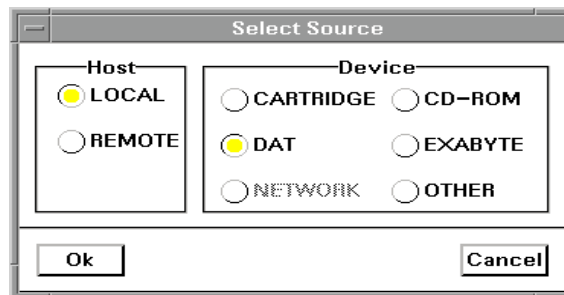 Select Source
Host
LOCAL
REMOTE
Device
CARTRIDGE CD-ROM
DAT EXABYTE
NETWORK OTHER
Ok Cancel